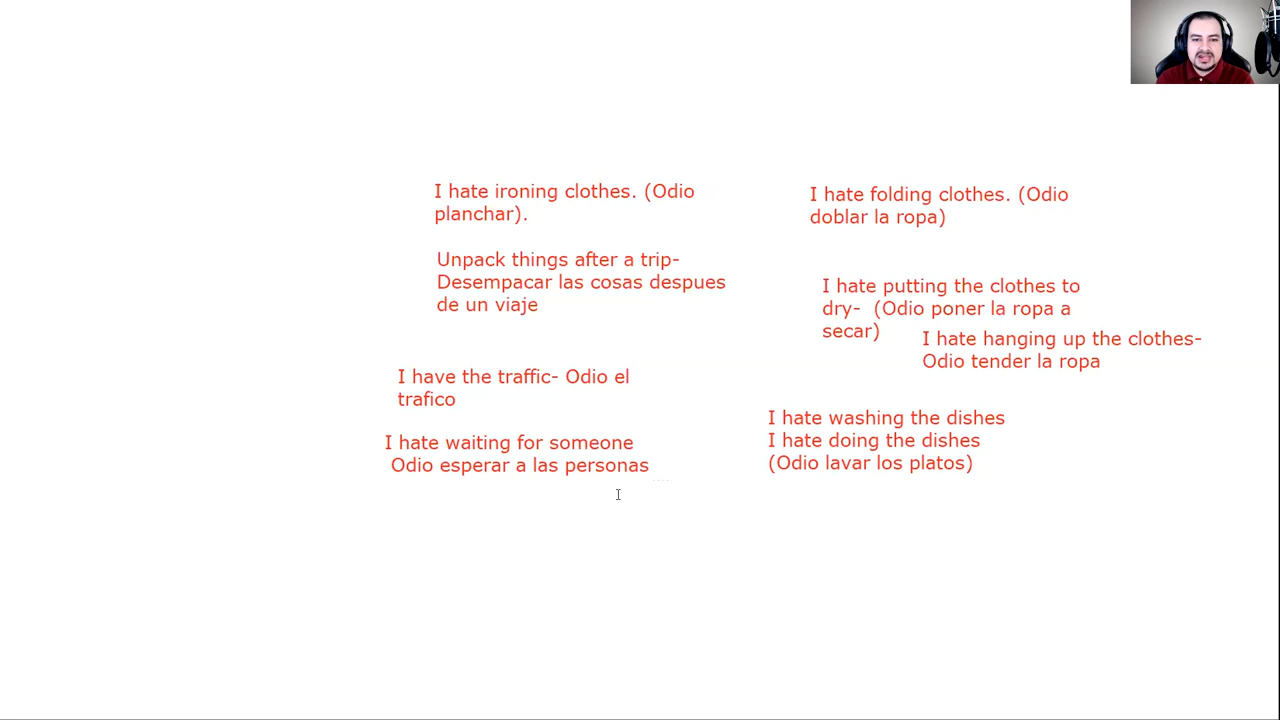 I hate ironing clothes. (Odio
planchar).
Unpack things after a trip-
Desempacar las cosas despues
de un viaje
I have the traffic- Odio el
trafico
I hate waiting for someone
Odio esperar a las personas
I hate folding clothes. (Odio
doblar la ropa)
I hate putting the clothes to
dry-  (Odio poner la ropa a
secar)
I hate hanging up the clothes-
Odio tender la ropa
I hate washing the dishes
I hate doing the dishes
(Odio lavar los platos)